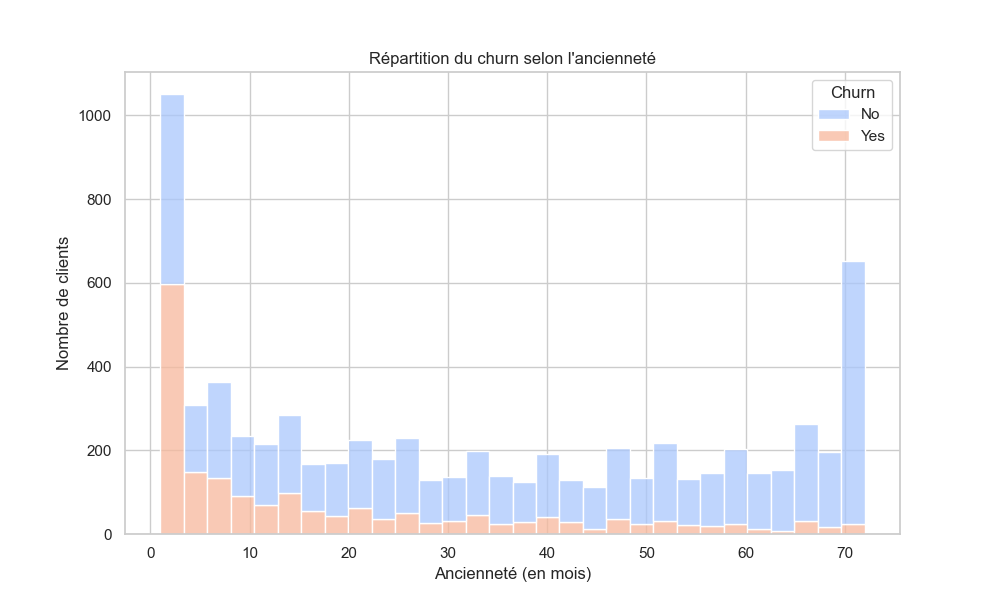 Répartition du churn selon l'ancienneté
Churn
No
Yes
Nombre de clients
1000
800
600
400
200
0
0 10 20 30 40 50 60 70
Ancienneté (en mois)